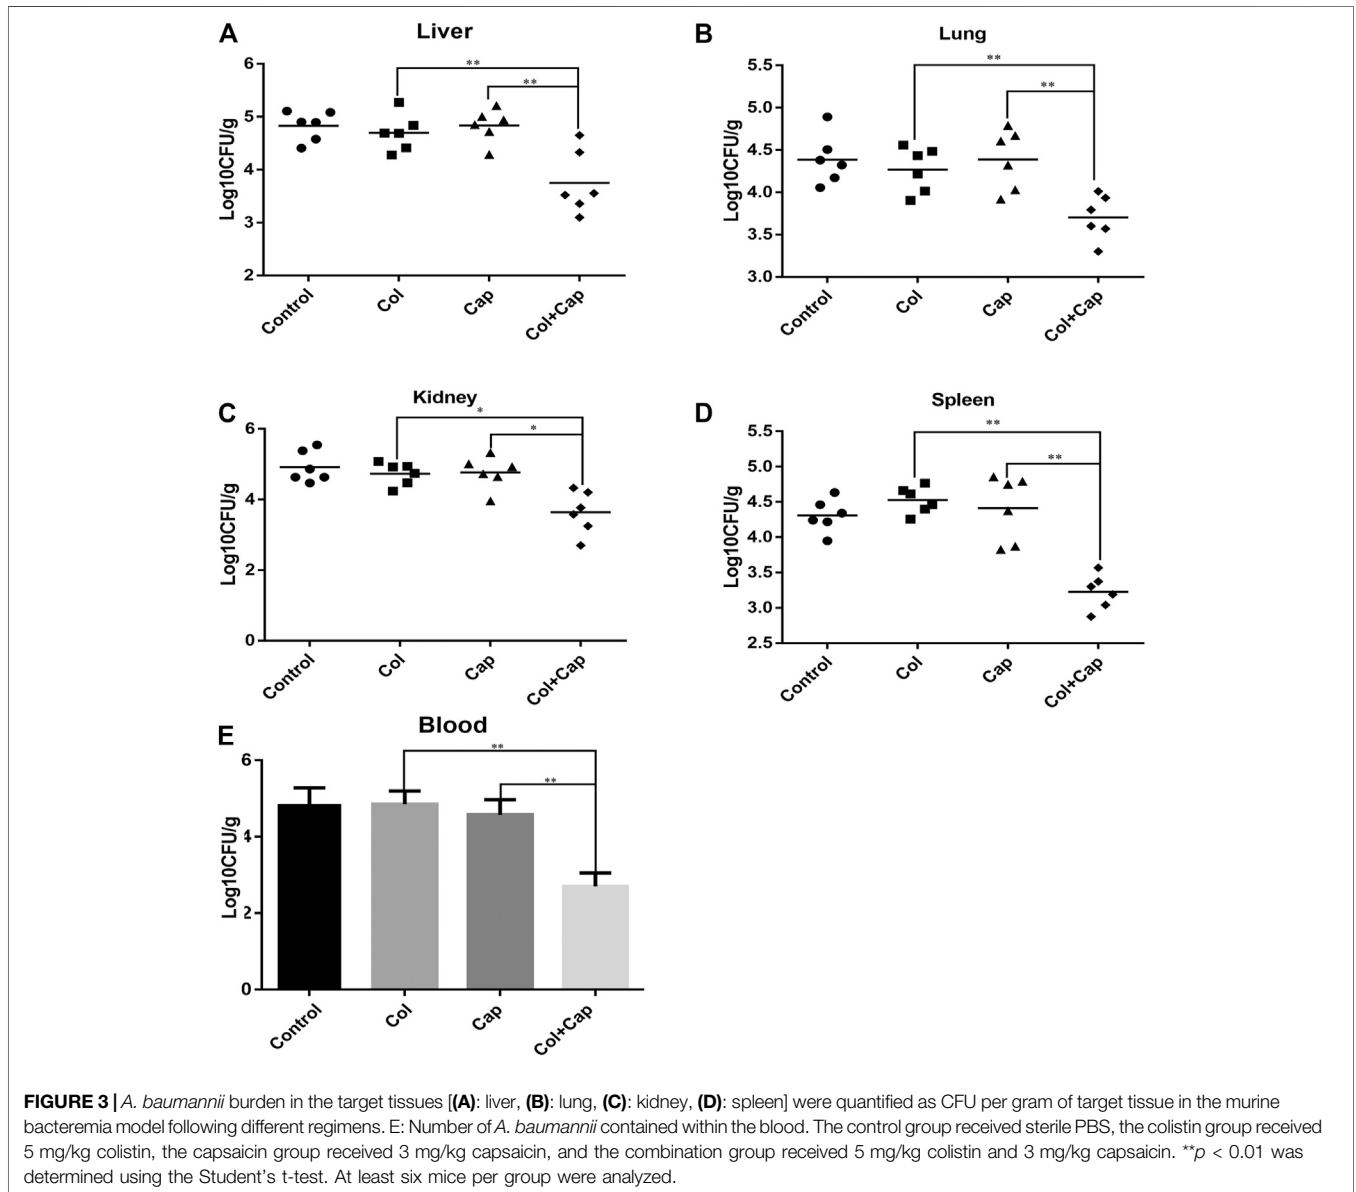 A
Liver
Log10CFU/g
6
5
4
3
2
**
**
Control
Col
Cap
Col+Cap
B
Lung
Log10CFU/g
5.5
5.0
4.5
4.0
3.5
3.0
**
**
Control
Col
Cap
Col+Cap
C
Kidney
Log10CFU/g
6
4
2
0
*
*
Control
Col
Cap
Col+Cap
D
Spleen
Log10CFU/g
5.5
5.0
4.5
4.0
3.5
3.0
2.5
**
**
Control
Col
Cap
Col+Cap
E
Blood
Log10CFU/g
6
4
2
0
**
**
Control
Col
Cap
Col+Cap
FIGURE 3 | A. baumannii burden in the target tissues [(A): liver, (B): lung, (C): kidney, (D): spleen] were quantified as CFU per gram of target tissue in the murine
bacteremia model following different regimens. E: Number of A. baumannii contained within the blood. The control group received sterile PBS, the colistin group received
5 mg/kg colistin, the capsaicin group received 3 mg/kg capsaicin, and the combination group received 5 mg/kg colistin and 3 mg/kg capsaicin. **p < 0.01 was
determined using the Student's t-test. At least six mice per group were analyzed.